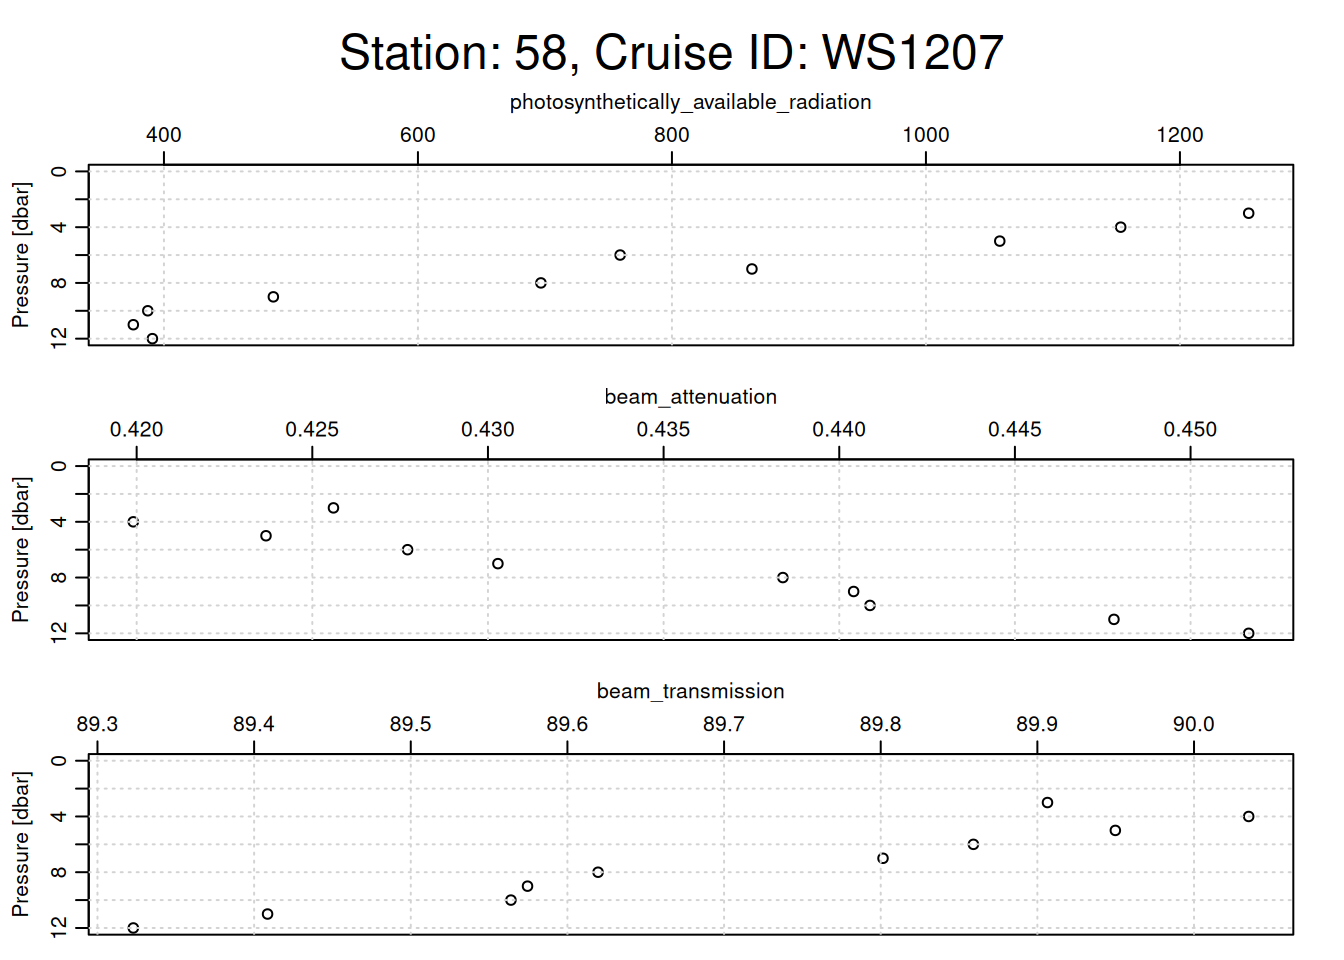 Station: 58, Cruise ID: WS1207
photosynthetically_available_radiation
400 600 800 1000 1200
Pressure [dbar]
0
4
8
12
beam_attenuation
0.420 0.425 0.430 0.435 0.440 0.445 0.450
Pressure [dbar]
0
4
8
12
beam_transmission
89.3 89.4 89.5 89.6 89.7 89.8 89.9 90.0
Pressure [dbar]
0
4
8
12